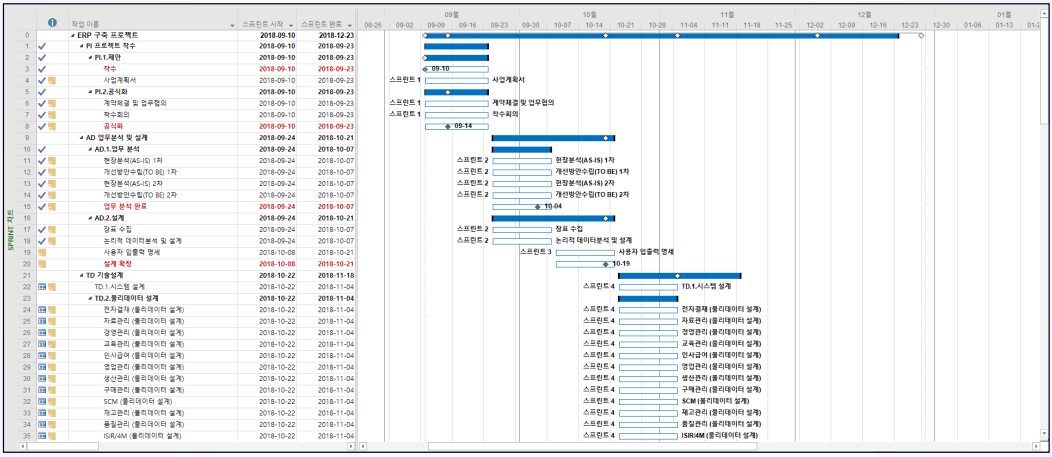 09월 10월 11월 12월 01월
작업 이름 스프린트 시작 스프린트 완료 08-26 09-02 09-09 09-16 09-23 09-30 10-07 10-14 10-21 10-28 11-04 11-11 11-18 11-25 12-02 12-09 12-16 12-23 12-30 01-06 01-13 01-2
0 ERP 구축 프로젝트 2018-09-10 2018-12-23
1 PI 프로젝트 착수 2018-09-10 2018-09-23
2 PI.1.제안 2018-09-10 2018-09-23
3 착수 2018-09-10 2018-09-23 09-10
4 사업계획서 2018-09-10 2018-09-23 스프린트 1 사업계획서
5 PI.2.공식화 2018-09-10 2018-09-23
6 계약체결 및 업무협의 2018-09-10 2018-09-23 스프린트 1 계약체결 및 업무협의
7 착수회의 2018-09-10 2018-09-23 스프린트 1 착수회의
8 공식화 2018-09-10 2018-09-23 09-14
9 AD 업무분석 및 설계 2018-09-24 2018-10-21
10 AD.1.업무 분석 2018-09-24 2018-10-07
11 현장분석(AS-IS) 1차 2018-09-24 2018-10-07 스프린트 2 현장분석(AS-IS) 1차
12 개선방안수립(TO BE) 1차 2018-09-24 2018-10-07 스프린트 2 개선방안수립(TO BE) 1차
13 현장분석(AS-IS) 2차 2018-09-24 2018-10-07 스프린트 2 현장분석(AS-IS) 2차
14 개선방안수립(TO BE) 2차 2018-09-24 2018-10-07 스프린트 2 개선방안수립(TO BE) 2차
15 업무 분석 완료 2018-09-24 2018-10-07 10-04
16 AD.2.설계 2018-09-24 2018-10-21
17 장표 수집 2018-09-24 2018-10-07 스프린트 2 장표 수집
18 논리적 데이터분석 및 설계 2018-09-24 2018-10-07 스프린트 2 논리적 데이터분석 및 설계
19 사용자 입출력 명세 2018-10-08 2018-10-21 스프린트 3 사용자 입출력 명세
20 설계 확정 2018-10-08 2018-10-21 10-19
21 TD 기술설계 2018-10-22 2018-11-18
22 TD.1.시스템 설계 2018-10-22 2018-11-04 스프린트 4 TD.1.시스템 설계
23 TD.2.물리데이터 설계 2018-10-22 2018-11-04
24 전자결재 (물리데이터 설계) 2018-10-22 2018-11-04 스프린트 4 전자결재 (물리데이터 설계)
25 자료관리 (물리데이터 설계) 2018-10-22 2018-11-04 스프린트 4 자료관리 (물리데이터 설계)
26 경영관리 (물리데이터 설계) 2018-10-22 2018-11-04 스프린트 4 경영관리 (물리데이터 설계)
27 교육관리 (물리데이터 설계) 2018-10-22 2018-11-04 스프린트 4 교육관리 (물리데이터 설계)
28 인사급여 (물리데이터 설계) 2018-10-22 2018-11-04 스프린트 4 인사급여 (물리데이터 설계)
29 영업관리 (물리데이터 설계) 2018-10-22 2018-11-04 스프린트 4 영업관리 (물리데이터 설계)
30 생산관리 (물리데이터 설계) 2018-10-22 2018-11-04 스프린트 4 생산관리 (물리데이터 설계)
31 구매관리 (물리데이터 설계) 2018-10-22 2018-11-04 스프린트 4 구매관리 (물리데이터 설계)
32 SCM (물리데이터 설계) 2018-10-22 2018-11-04 스프린트 4 SCM (물리데이터 설계)
33 재고관리 (물리데이터 설계) 2018-10-22 2018-11-04 스프린트 4 재고관리 (물리데이터 설계)
34 품질관리 (물리데이터 설계) 2018-10-22 2018-11-04 스프린트 4 품질관리 (물리데이터 설계)
35 ISIR/4M (물리데이터 설계) 2018-10-22 2018-11-04 스프린트 4 ISIR/4M (물리데이터 설계)
SPRINT 차트